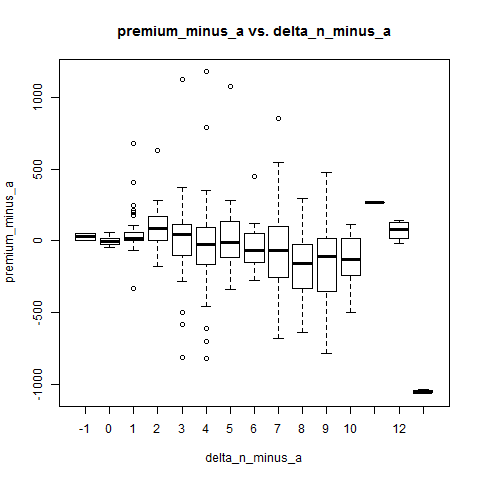 premium_minus_a vs. delta_n_minus_a
premium_minus_a
1000
500
0
-500
-1000
-1 0 1 2 3 4 5 6 7 8 9 10 12
delta_n_minus_a